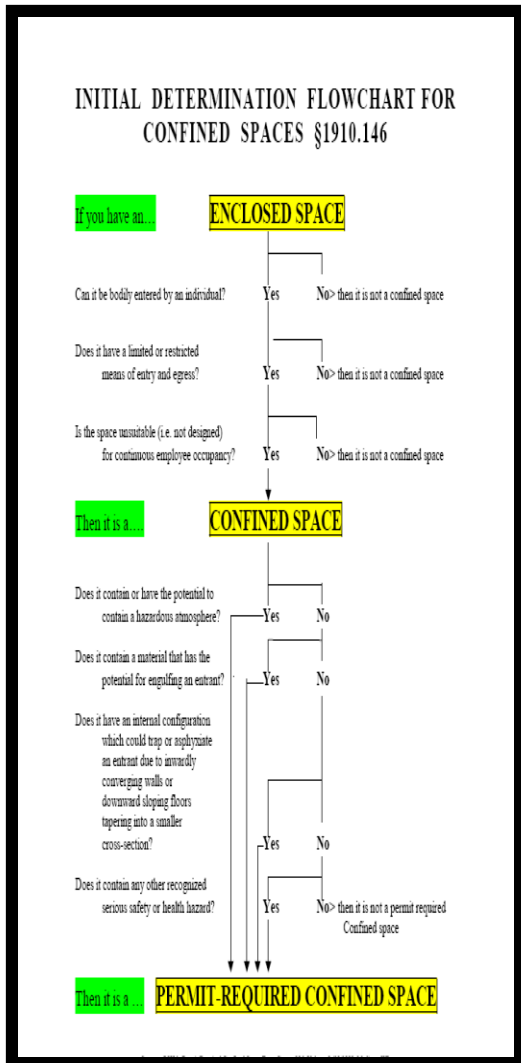 INITIAL DETERMINATION FLOWCHART FOR
CONFINED SPACES §1910.146
If you have an... ENCLOSED SPACE
Can it be bodily entered by an individual? Yes No> then it is not a confined space
Does it have a limited or restricted
means of entry and egress? Yes No> then it is not a confined space
Is the space unsuitable (i.e. not designed)
for continuous employee occupancy? Yes No> then it is not a confined space
Then it is a.... CONFINED SPACE
Does it contain or have the potential to
contain a hazardous atmosphere? Yes No
Does it contain a material that has the
potential for engulfing an entrant? Yes No
Does it have an internal configuration
which could trap or asphyxiate
an entrant due to inwardly
converging walls or
downward sloping floors
tapering into a smaller
cross-section? Yes No
Does it contain any other recognized
serious safety or health hazard? Yes No> then it is not a permit required
Confined space
Then it is a ... PERMIT-REQUIRED CONFINED SPACE